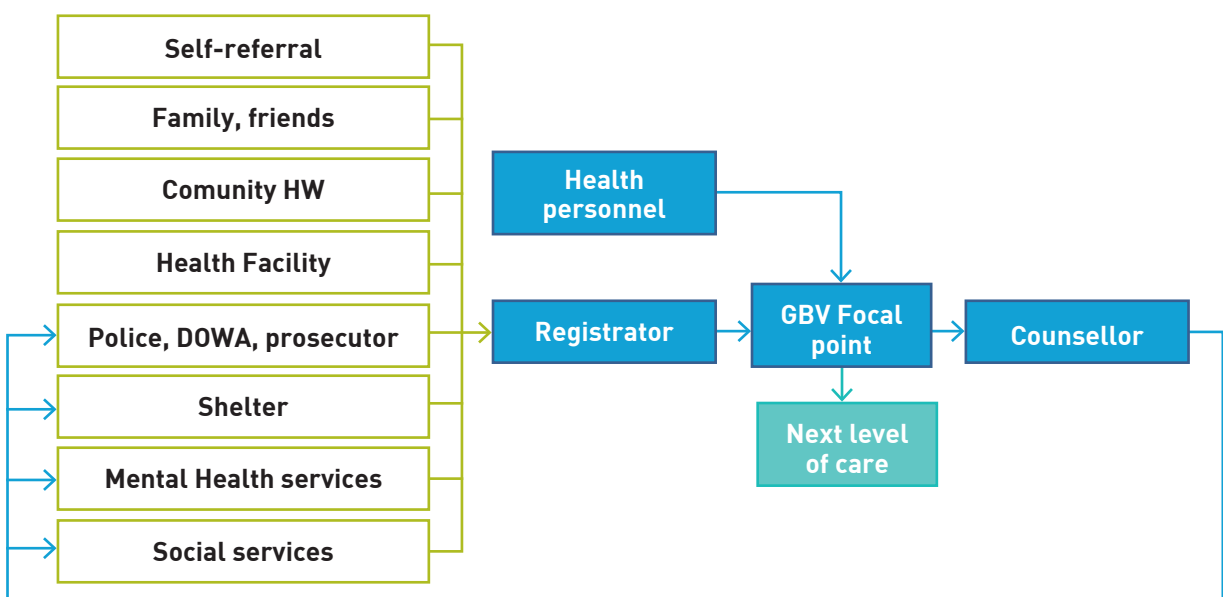 Self-referral
Family, friends
Comunity HW
Health Facility
Police, DOWA, prosecutor
Shelter
Mental Health services
Social services
Health
personnel
Registrator
GBV Focal
point
Counsellor
Next level
of care